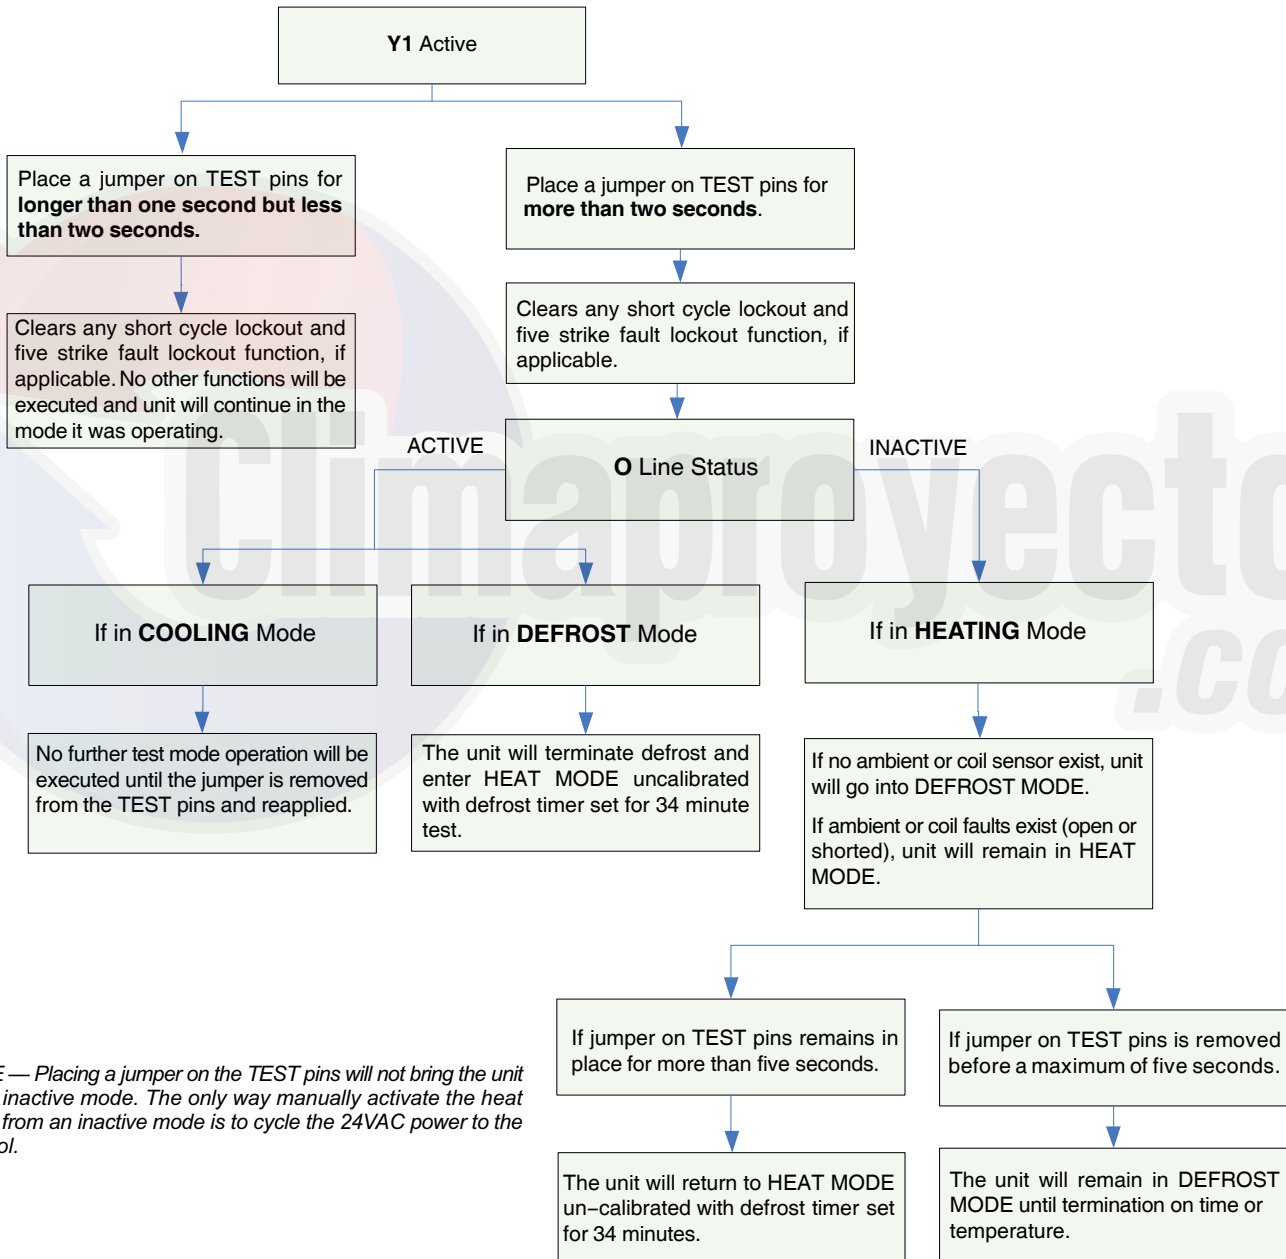 Y1 Active
Place a jumper on TEST pins for
longer than one second but less
than two seconds.
Place a jumper on TEST pins for
more than two seconds.
Clears any short cycle lockout and
five strike fault lockout function, if
applicable. No other functions will be
executed and unit will continue in the
mode it was operating.
Clears any short cycle lockout and
five strike fault lockout function, if
applicable.
ACTIVE
O Line Status
INACTIVE
If in COOLING Mode
If in DEFROST Mode
If in HEATING Mode
No further test mode operation will be
executed until the jumper is removed
from the TEST pins and reapplied.
The unit will terminate defrost and
enter HEAT MODE uncalibrated
with defrost timer set for 34 minute
test.
If no ambient or coil sensor exist, unit
will go into DEFROST MODE.
If ambient or coil faults exist (open or
shorted), unit will remain in HEAT
MODE.
If jumper on TEST pins remains in
place for more than five seconds.
If jumper on TEST pins is removed
before a maximum of five seconds.
The unit will return to HEAT MODE
un−calibrated with defrost timer set
for 34 minutes.
The unit will remain in DEFROST
MODE until termination on time or
temperature.
E — Placing a jumper on the TEST pins will not bring the unit
inactive mode. The only way manually activate the heat
from an inactive mode is to cycle the 24VAC power to the
ol.
Climaproyecto
.co